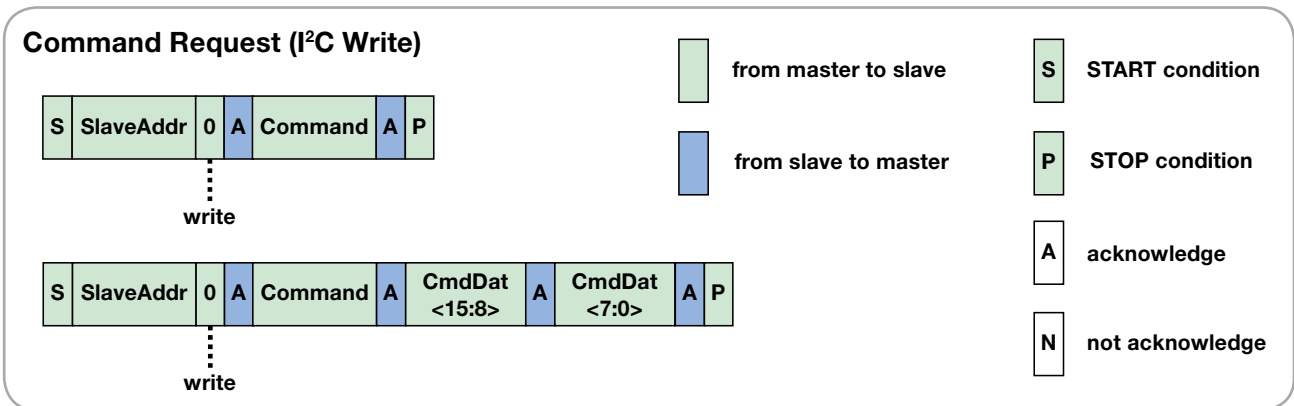 Command Request (I²C Write)
from master to slave
S START condition
S SlaveAddr 0 A Command A P
from slave to master
P STOP condition
write
A acknowledge
S SlaveAddr 0 A Command A CmdDat <15:8> A CmdDat <7:0> A P
N not acknowledge
write